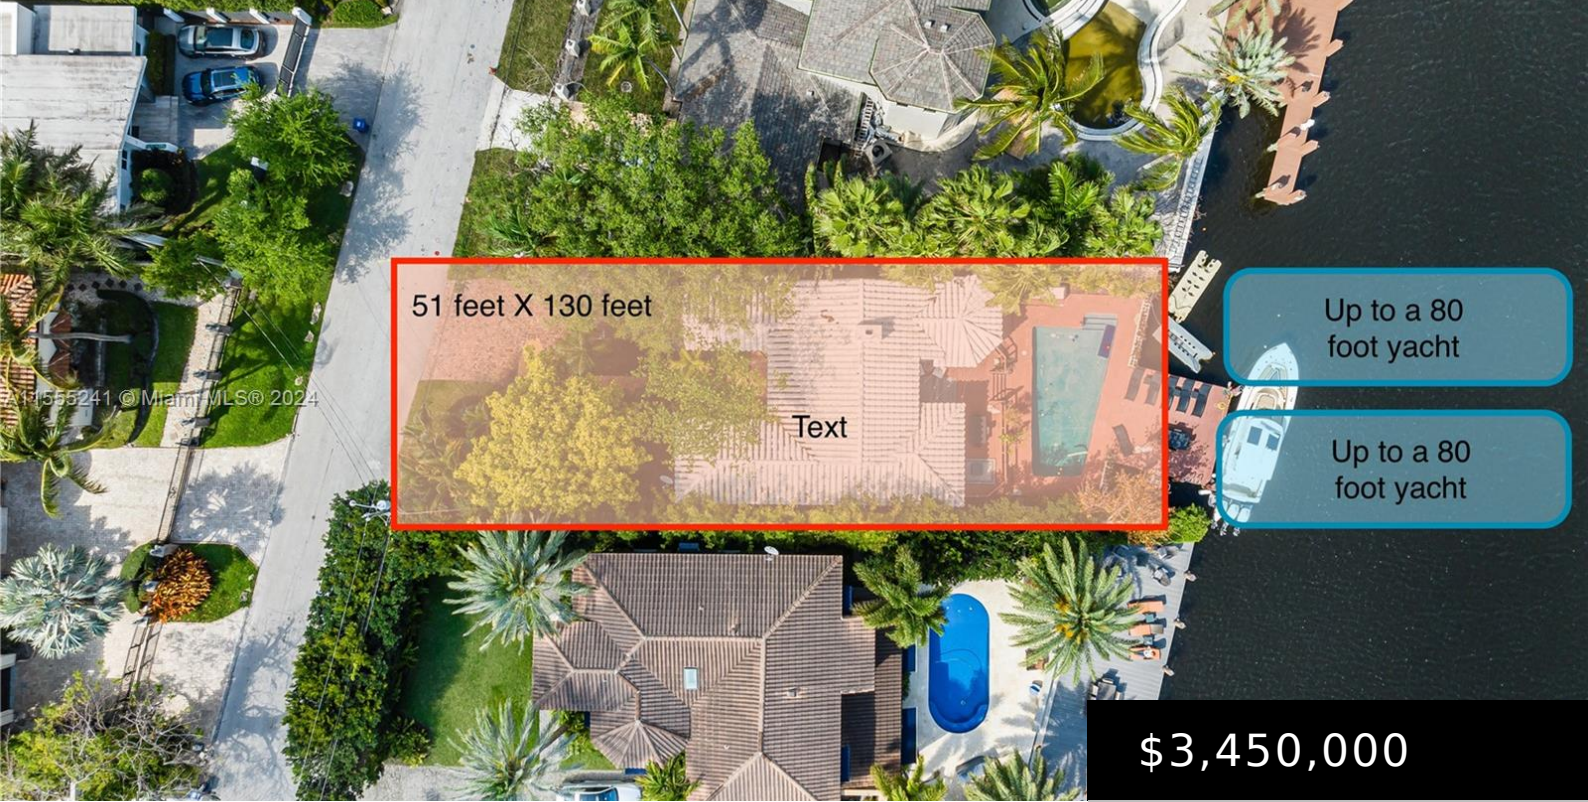 51 feet X 130 feet
Up to a 80
foot yacht
A11555241 © Miami MLS® 2024
Text
Up to a 80
foot yacht
$3,450,000